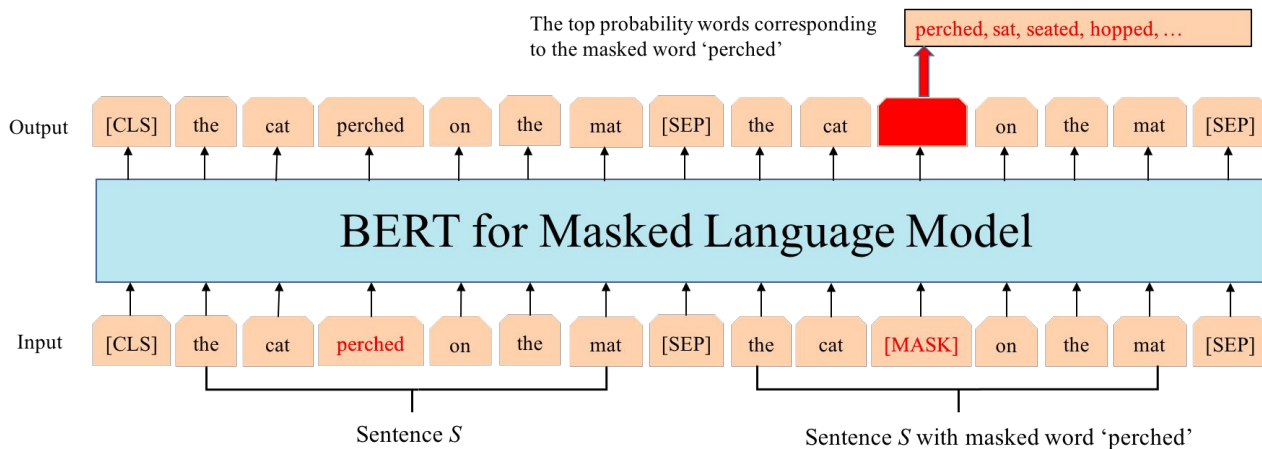 The top probability words corresponding
to the masked word ‘perched’
perched, sat, seated, hopped, …
Output
[CLS] the cat perched on the mat [SEP] the cat on the mat [SEP]
BERT for Masked Language Model
Input
[CLS] the cat perched on the mat [SEP] the cat [MASK] on the mat [SEP]
Sentence S
Sentence S with masked word ‘perched’